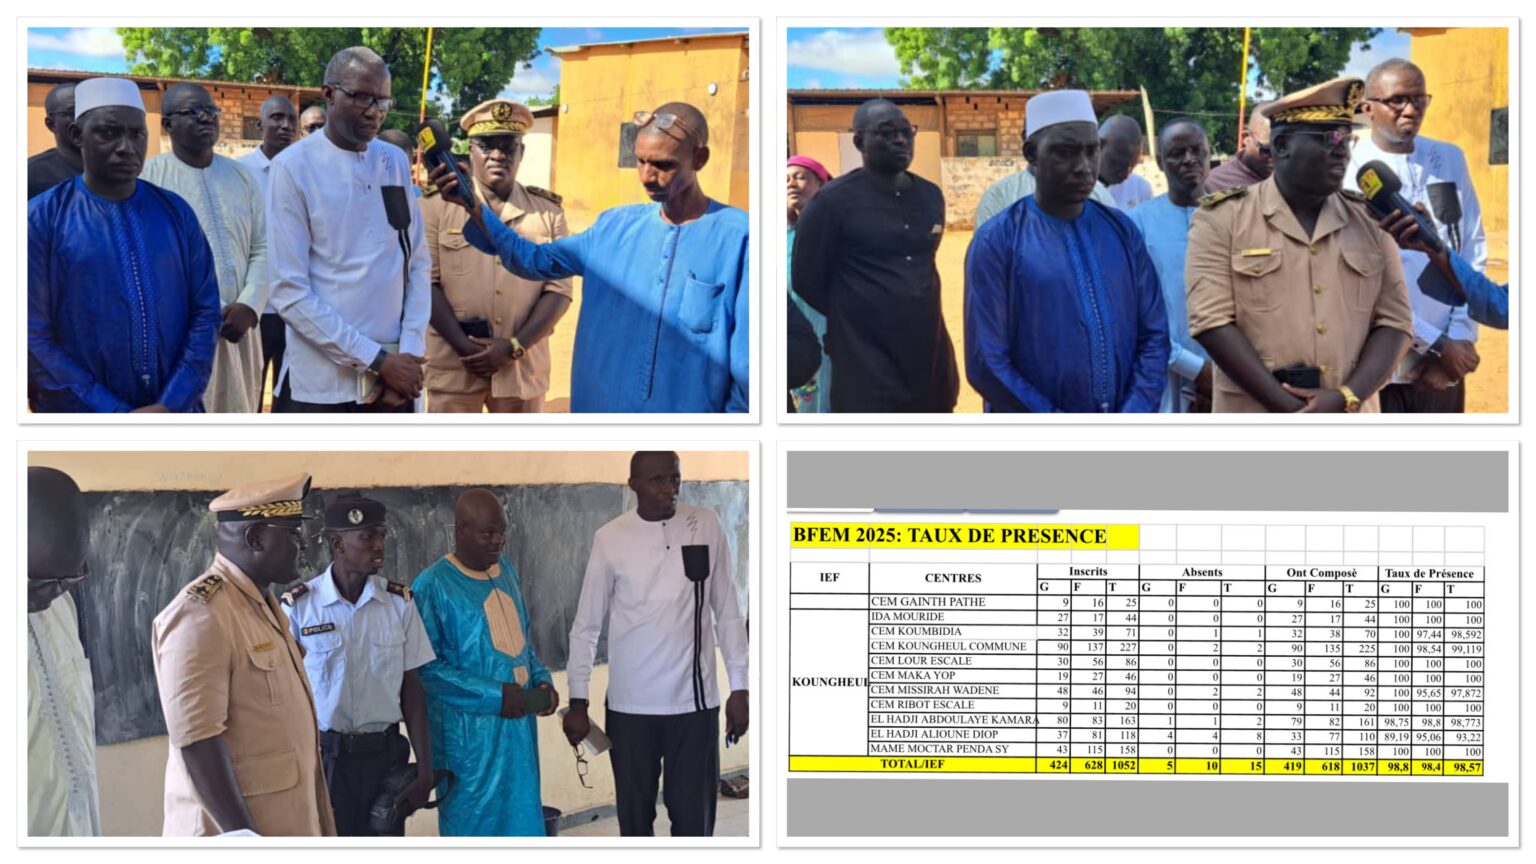 ECOLE
POLICE
BFEM 2025: TAUX DE PRESENCE
IEF CENTRES Inscrits Absents Ont Composè Taux de Présence
G F T G F T G F T G F T
CEM GAINTH PATHE 9 16 25 0 0 0 9 16 25 100 100 100
IDA MOURIDE 27 17 44 0 0 0 27 17 44 100 100 100
CEM KOUMBIDIA 32 39 71 0 1 1 32 38 70 100 97,44 98,592
CEM KOUNGHEUL COMMUNE 90 137 227 0 2 2 90 135 225 100 98,54 99,119
CEM LOUR ESCALE 30 56 86 0 0 0 30 56 86 100 100 100
KOUNGHEUL CEM MAKA YOP 19 27 46 0 0 0 19 27 46 100 100 100
CEM MISSIRAH WADENE 48 46 94 0 2 2 48 44 92 100 95,65 97,872
CEM RIBOT ESCALE 9 11 20 0 0 0 9 11 20 100 100 100
EL HADJI ABDOULAYE KAMARA 80 83 163 1 1 2 79 82 161 98,75 98,8 98,773
EL HADJI ALIOUNE DIOP 37 81 118 4 4 8 33 77 110 89,19 95,06 93,22
MAME MOCTAR PENDA SY 43 115 158 0 0 0 43 115 158 100 100 100
TOTAL/IEF 424 628 1052 5 10 15 419 618 1037 98,8 98,4 98,57